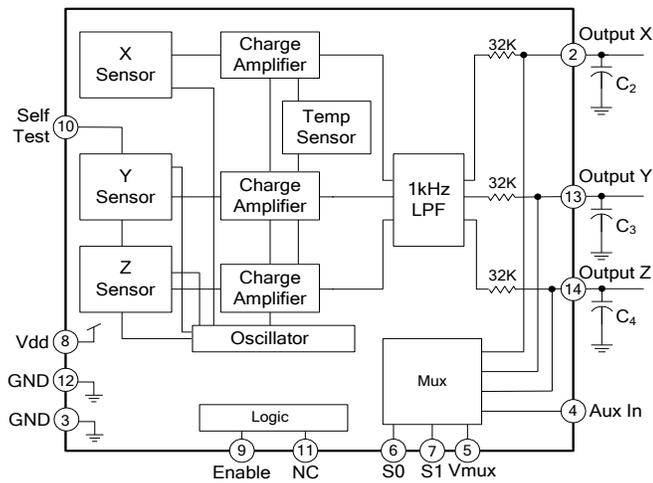 X
Sensor
Charge
Amplifier
32K
2
Output X
C2
Temp
Sensor
Self
Test
10
Y
Sensor
Charge
Amplifier
1kHz
LPF
32K
13
Output Y
C3
Z
Sensor
Charge
Amplifier
32K
14
Output Z
C4
Oscillator
Vdd
8
GND
12
GND
3
Mux
4
Aux In
Logic
9
11
6
7
5
Enable
NC
S0
S1
Vmux